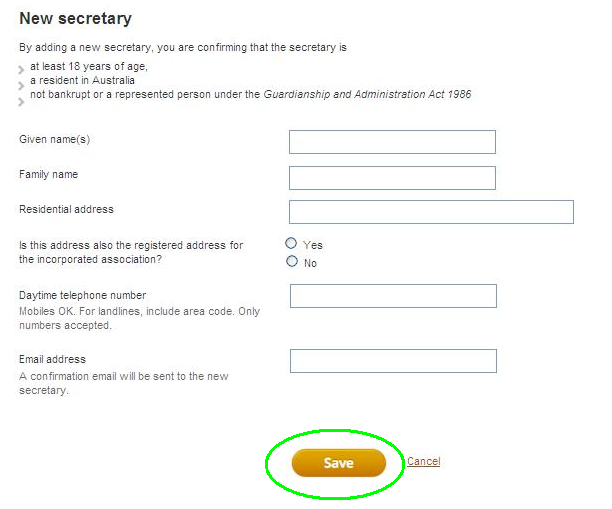 New secretary
By adding a new secretary, you are confirming that the secretary is
at least 18 years of age,
a resident in Australia
not bankrupt or a represented person under the Guardianship and Administration Act 1986
Given name(s)
Family name
Residential address
Is this address also the registered address for
the incorporated association?
Yes
No
Daytime telephone number
Mobiles OK. For landlines, include area code. Only
numbers accepted.
Email address
A confirmation email will be sent to the new
secretary.
Save
Cancel